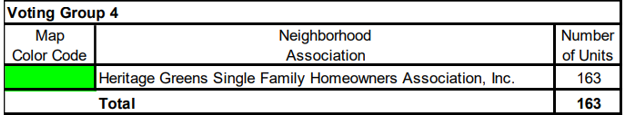 Voting Group 4
Map Neighborhood Number
Color Code Association of Units
Heritage Greens Single Family Homeowners Association, Inc. 163
Total 163